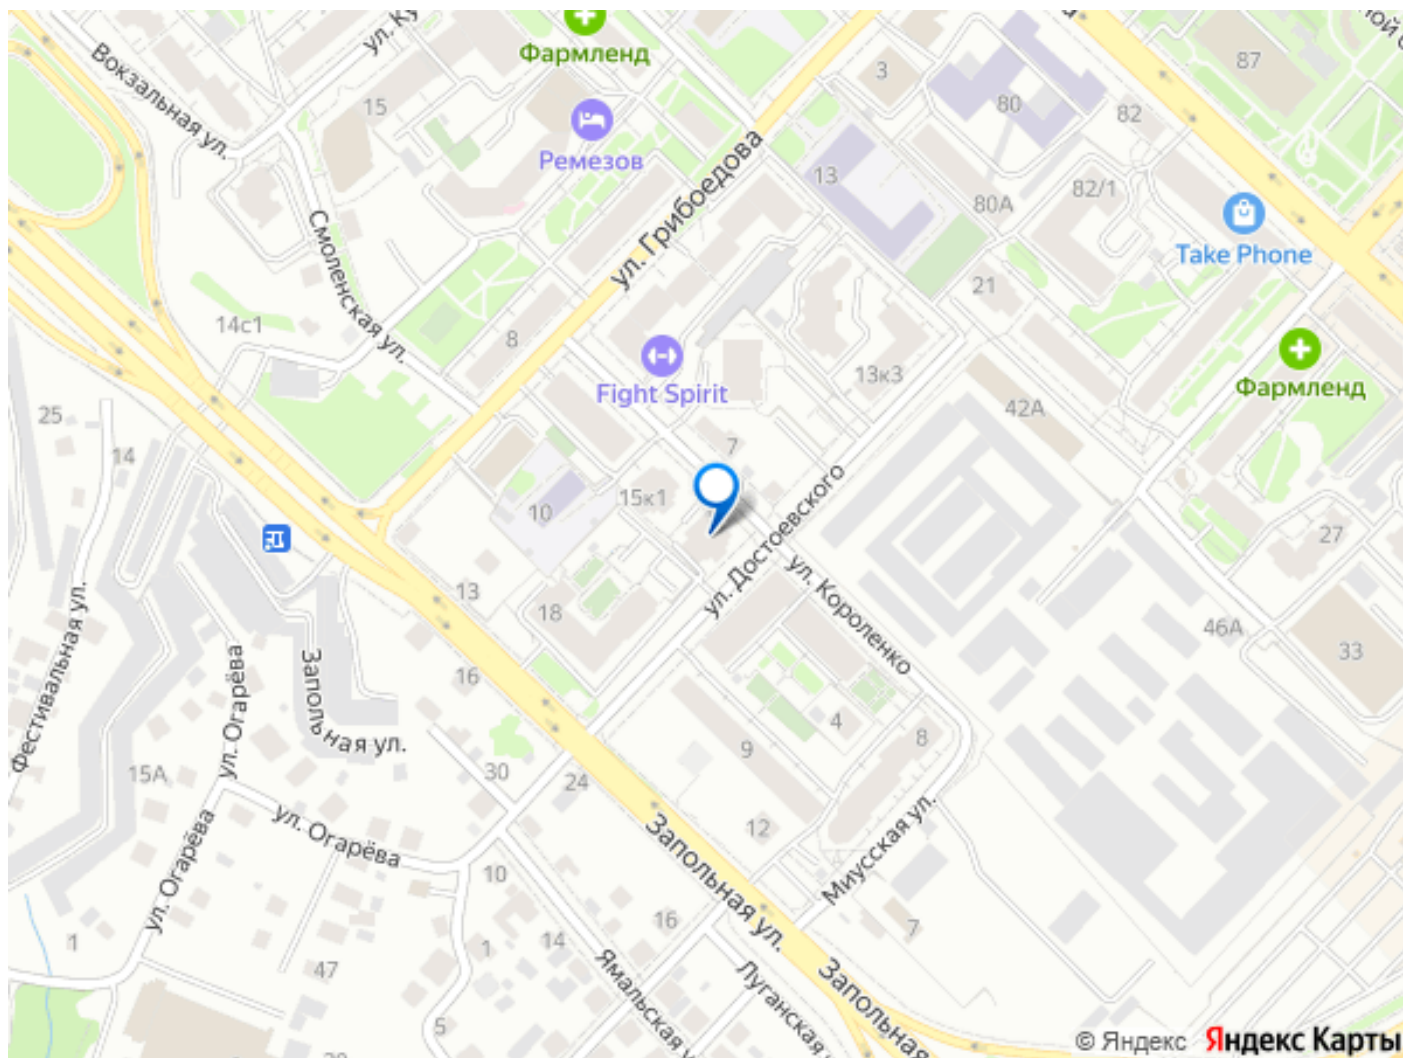 Фармленд
ул. Ку
Вокзальная ул.
15
Ремезов
3
80
82
87
13
80А
82/1
Take Phone
ул. Грибоедова
Смоленская ул.
14с1
8
21
Fight Spirit
13к3
Фармленд
42А
25
14
7
15к1
10
ул. Достоевского
27
13
18
ул. Короленко
46А
33
Фестивальная ул.
ул. Огарёва
Запольная ул.
16
15А
30
24
9
4
8
ул. Огарёва
12
Запольная ул.
Миусская ул.
ул. Огарёва
10
16
7
1
1
14
47
Ямальская у
Луганская
Запольная
5
© Яндекс Яндекс Карты